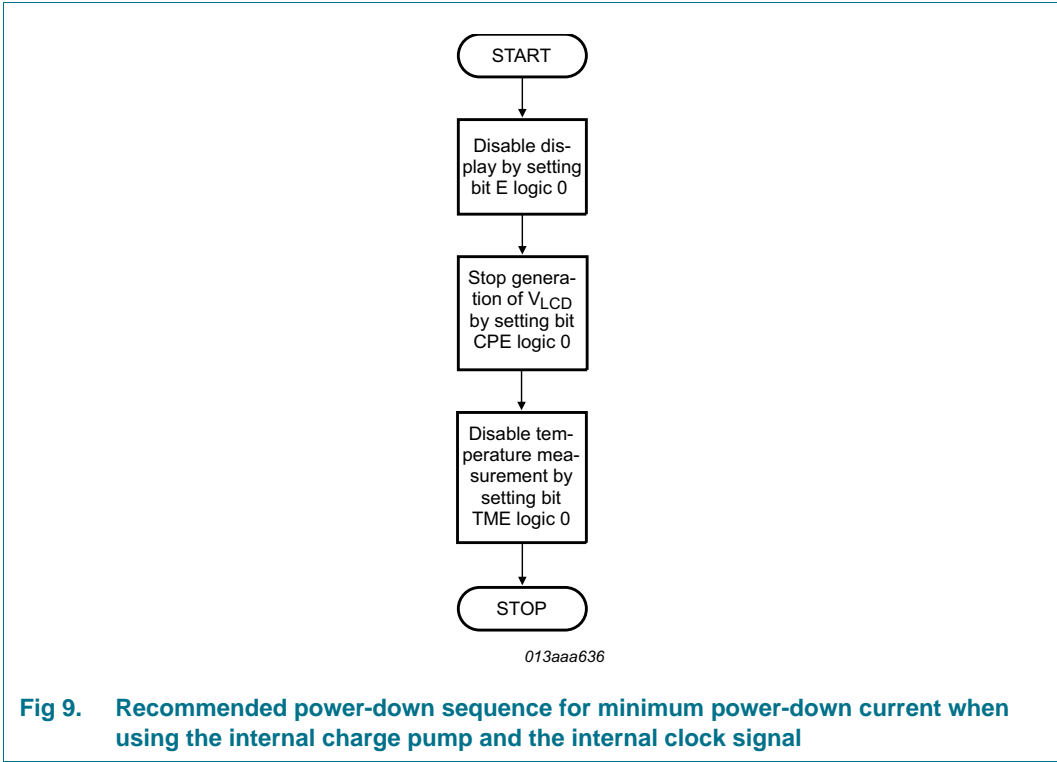 START
Disable dis-
play by setting
bit E logic 0
Stop genera-
tion of VLCD
by setting bit
CPE logic 0
Disable tem-
perature mea-
surement by
setting bit
TME logic 0
STOP
013aaa636
Fig 9. Recommended power-down sequence for minimum power-down current when
using the internal charge pump and the internal clock signal